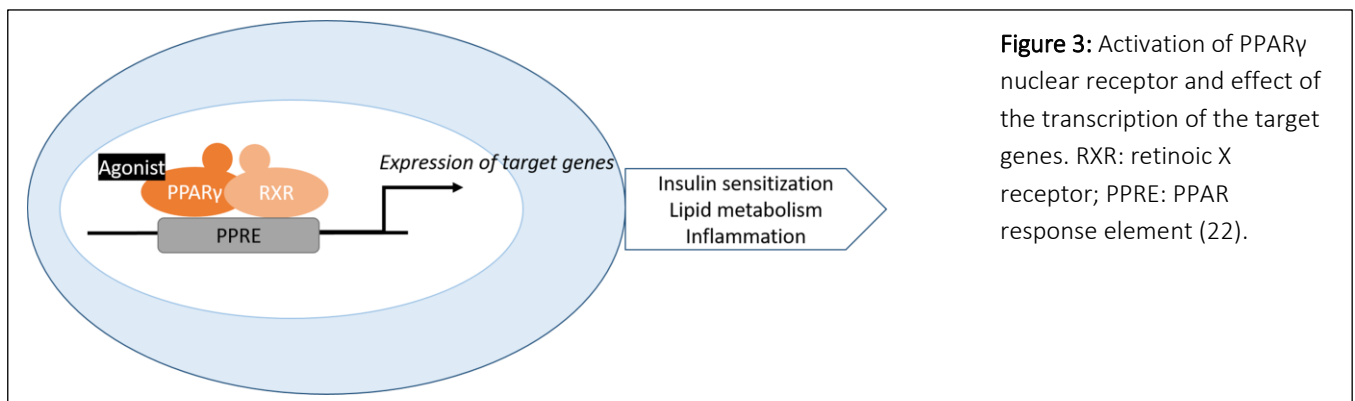 Agonist
PPARγ
RXR
PPRE
Expression of target genes
Insulin sensitization
Lipid metabolism
Inflammation
Figure 3: Activation of PPARγ
nuclear receptor and effect of
the transcription of the target
genes. RXR: retinoic X
receptor; PPRE: PPAR
response element (22).